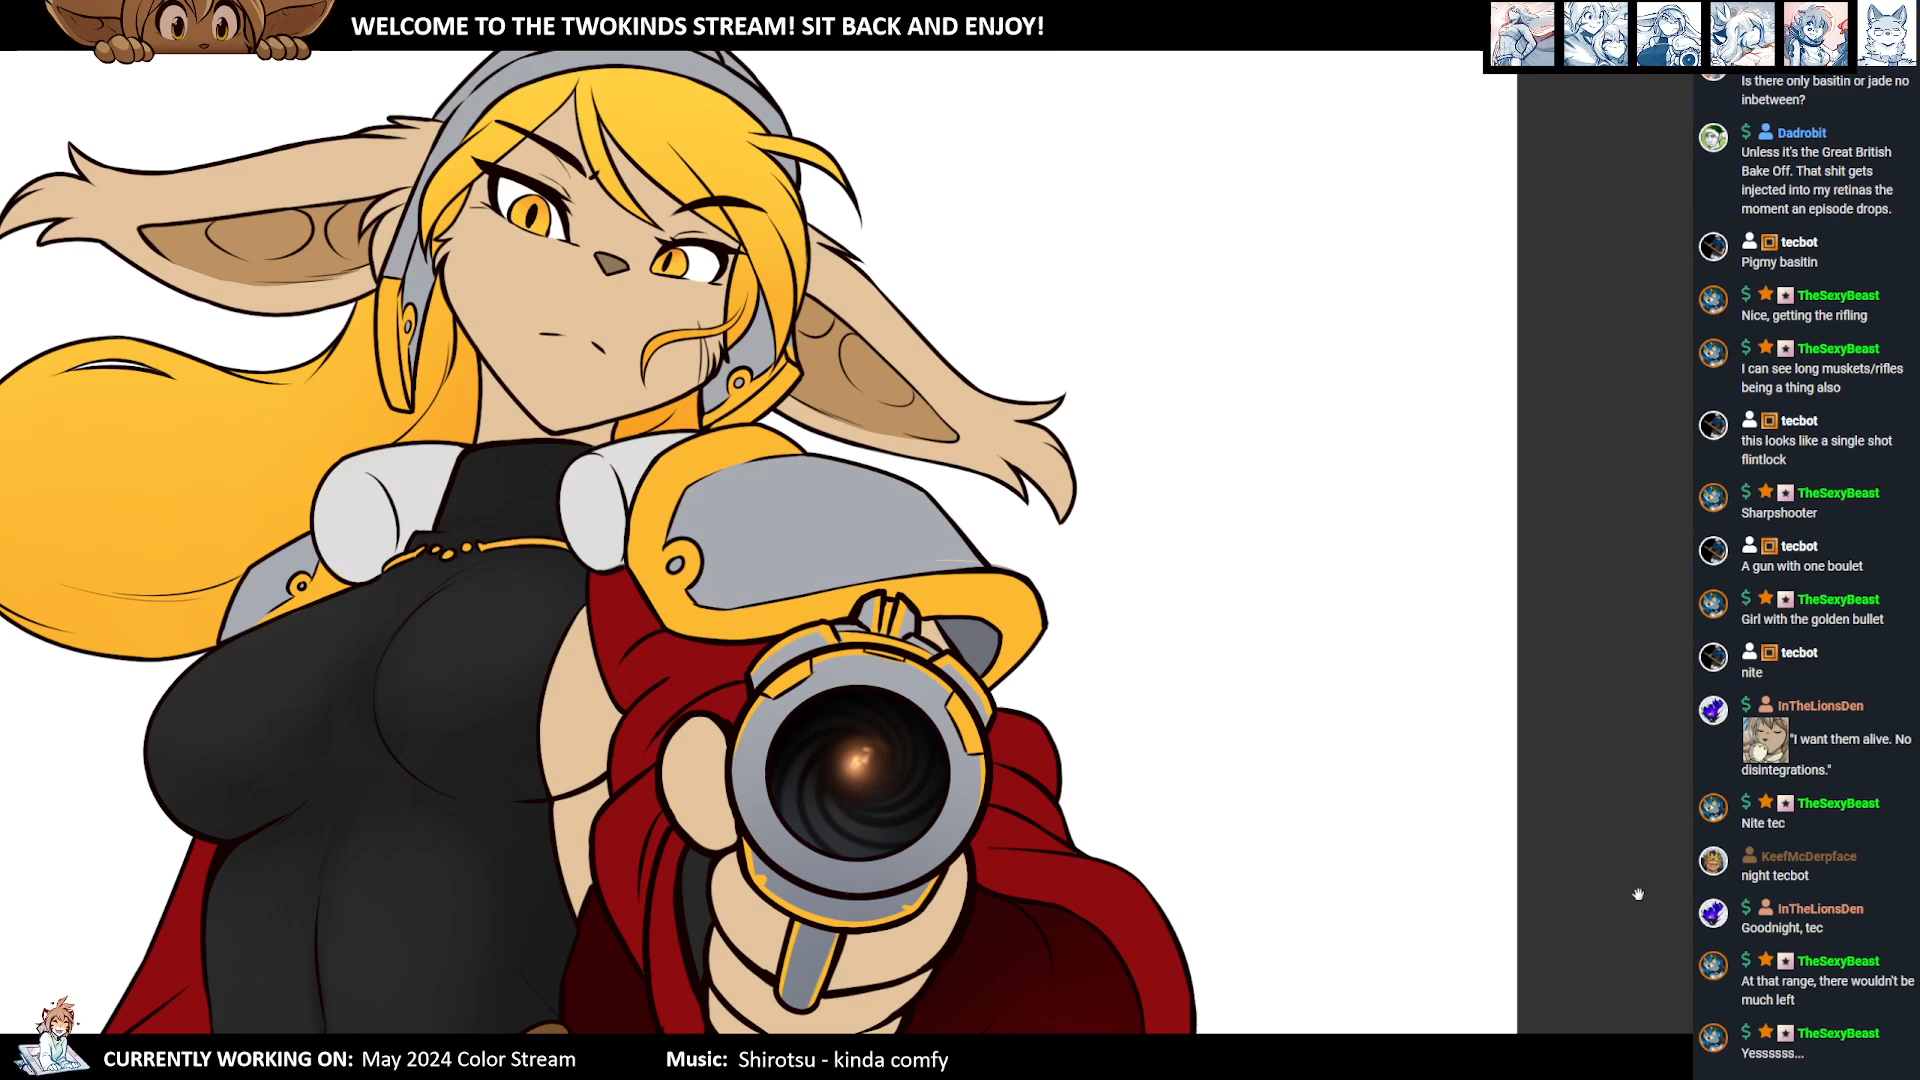 WELCOME TO THE TWOKINDS STREAM! SIT BACK AND ENJOY!
Is there only basitin or jade no
inbetween?
Dadrobit
Unless it's the Great British
Bake Off. That shit gets
injected into my retinas the
moment an episode drops.
tecbot
Pigmy basitin
TheSexyBeast
Nice, getting the rifling
TheSexyBeast
I can see long muskets/rifles
being a thing also
tecbot
this looks like a single shot
flintlock
TheSexyBeast
Sharpshooter
tecbot
A gun with one boulet
TheSexyBeast
Girl with the golden bullet
tecbot
nite
InTheLionsDen
"I want them alive. No
disintegrations."
TheSexyBeast
Nite tec
KeefMcDerpface
night tecbot
InTheLionsDen
Goodnight, tec
TheSexyBeast
At that range, there wouldn't be
much left
TheSexyBeast
Yessssss...
CURRENTLY WORKING ON: May 2024 Color Stream
Music: Shirotsu - kinda comfy